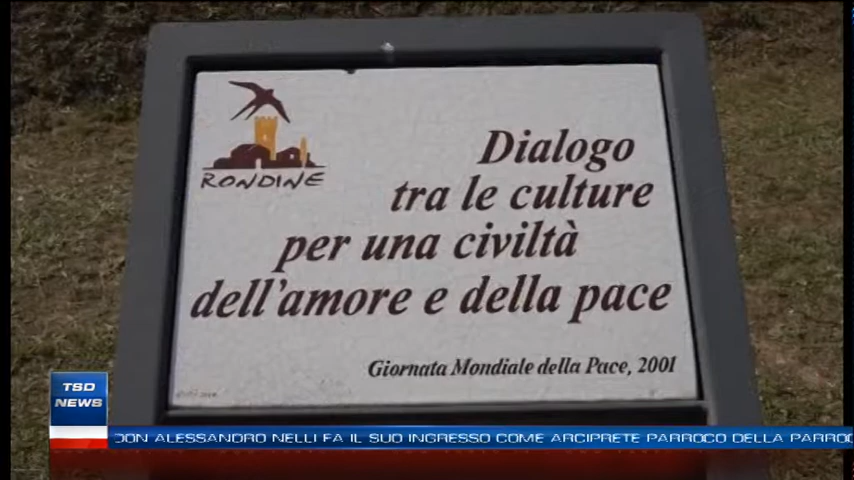 RONDINE
Dialogo
tra le culture
per una civiltà
dell'amore e della pace
Giornata Mondiale della Pace, 2001
TSD
NEWS
DON ALESSANDRO NELLI FA IL SUO INGRESSO COME ARCIPRETE PARROCO DELLA PARROC